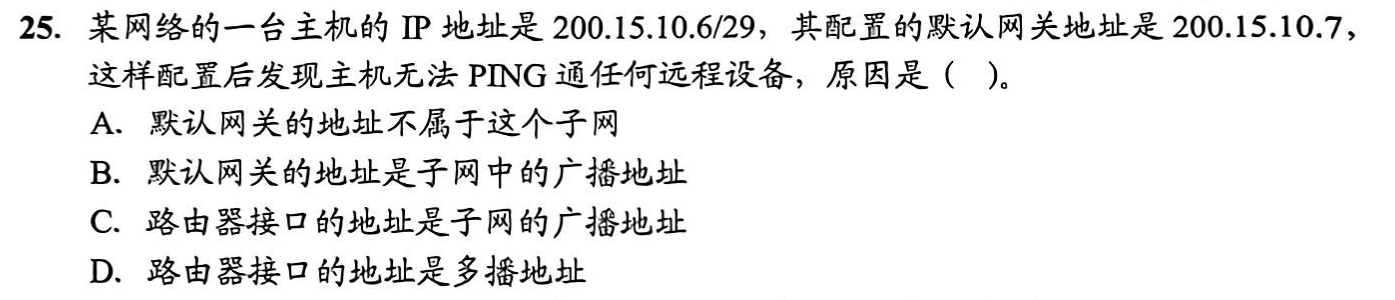 25. 某网络的一台主机的 IP 地址是 200.15.10.6/29，其配置的默认网关地址是 200.15.10.7，
这样配置后发现主机无法 PING 通任何远程设备，原因是（ ）。
A. 默认网关的地址不属于这个子网
B. 默认网关的地址是子网中的广播地址
C. 路由器接口的地址是子网的广播地址
D. 路由器接口的地址是多播地址